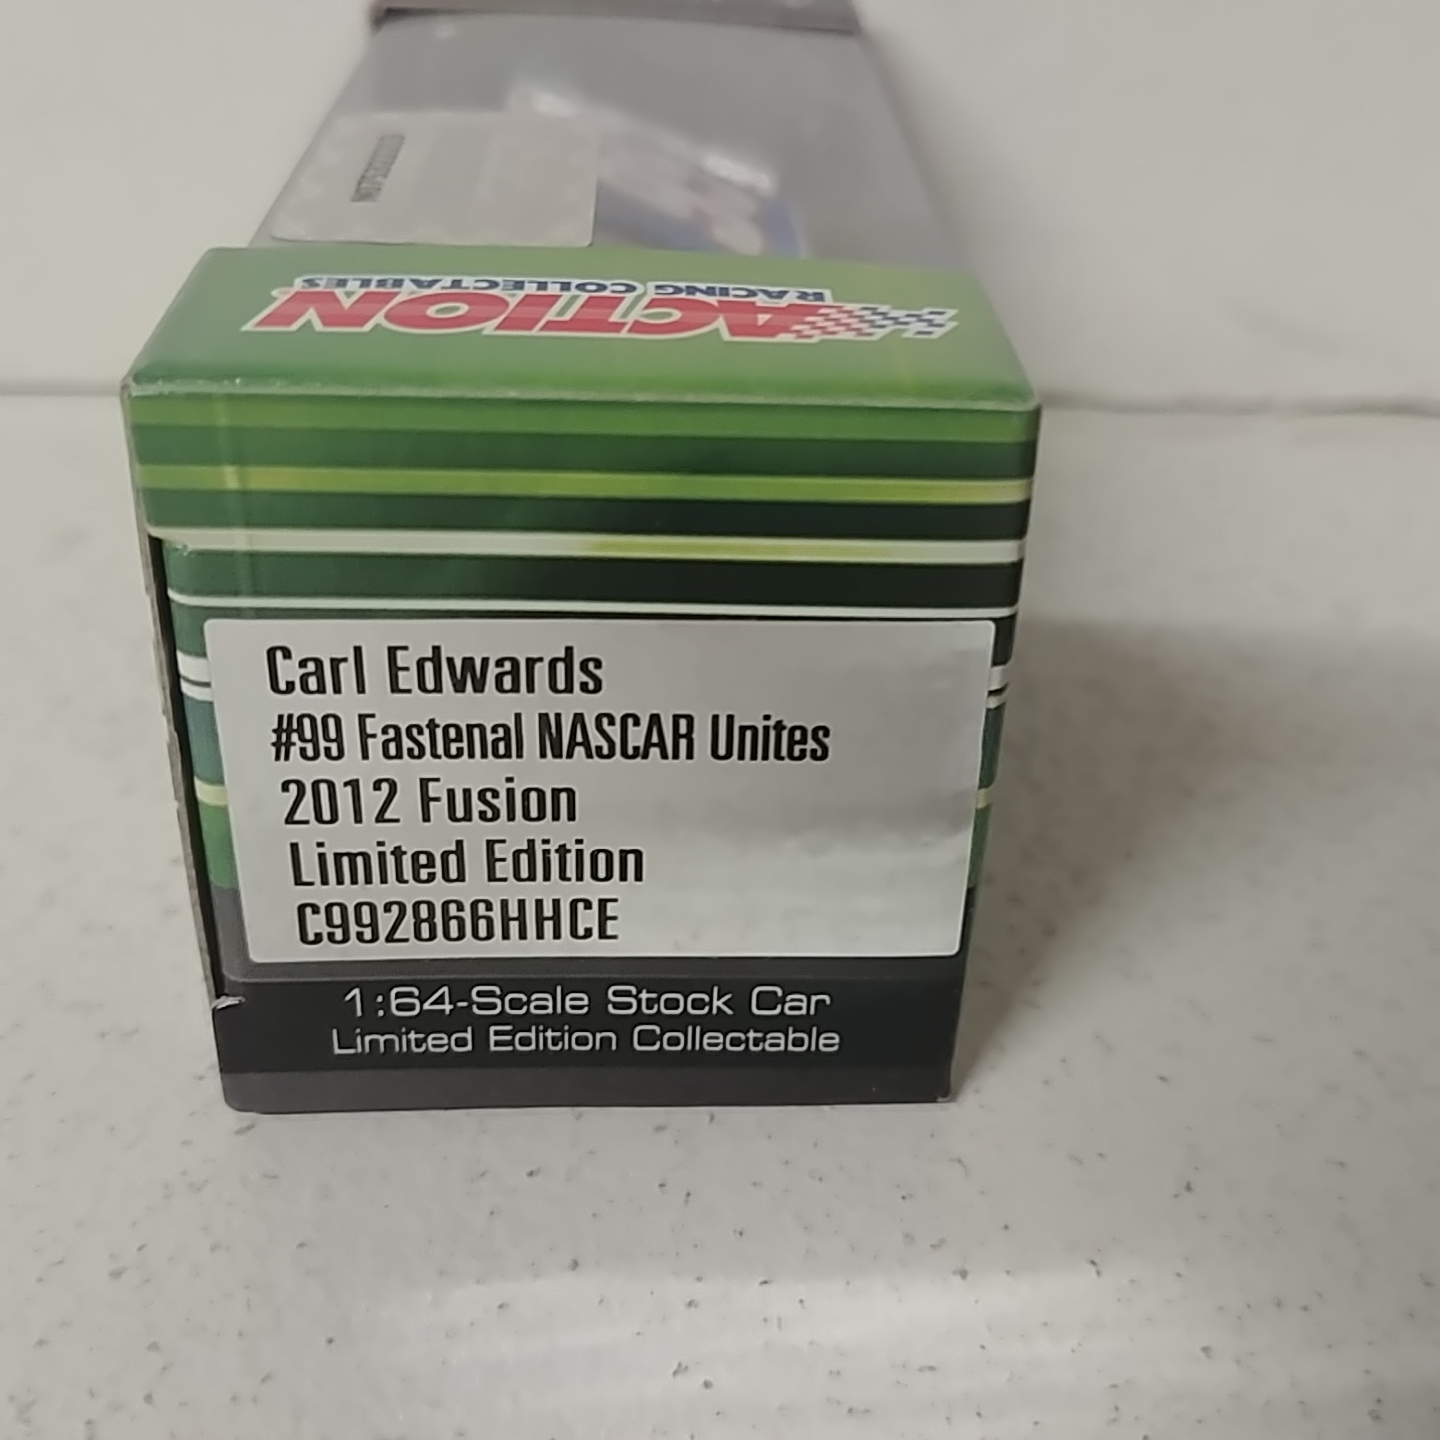 ACTION
RACING COLLECTABLES
Carl Edwards
#99 Fastenal NASCAR Unites
2012 Fusion
Limited Edition
C992866HHCE
1:64-Scale Stock Car
Limited Edition Collectable